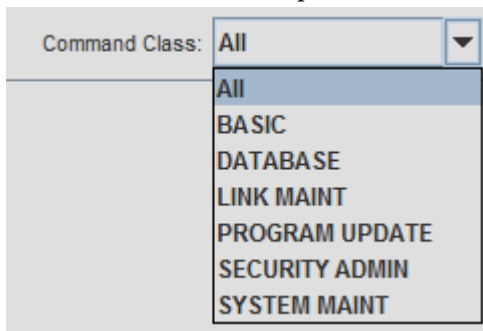 Command Class: All
All
BASIC
DATABASE
LINK MAINT
PROGRAM UPDATE
SECURITY ADMIN
SYSTEM MAINT